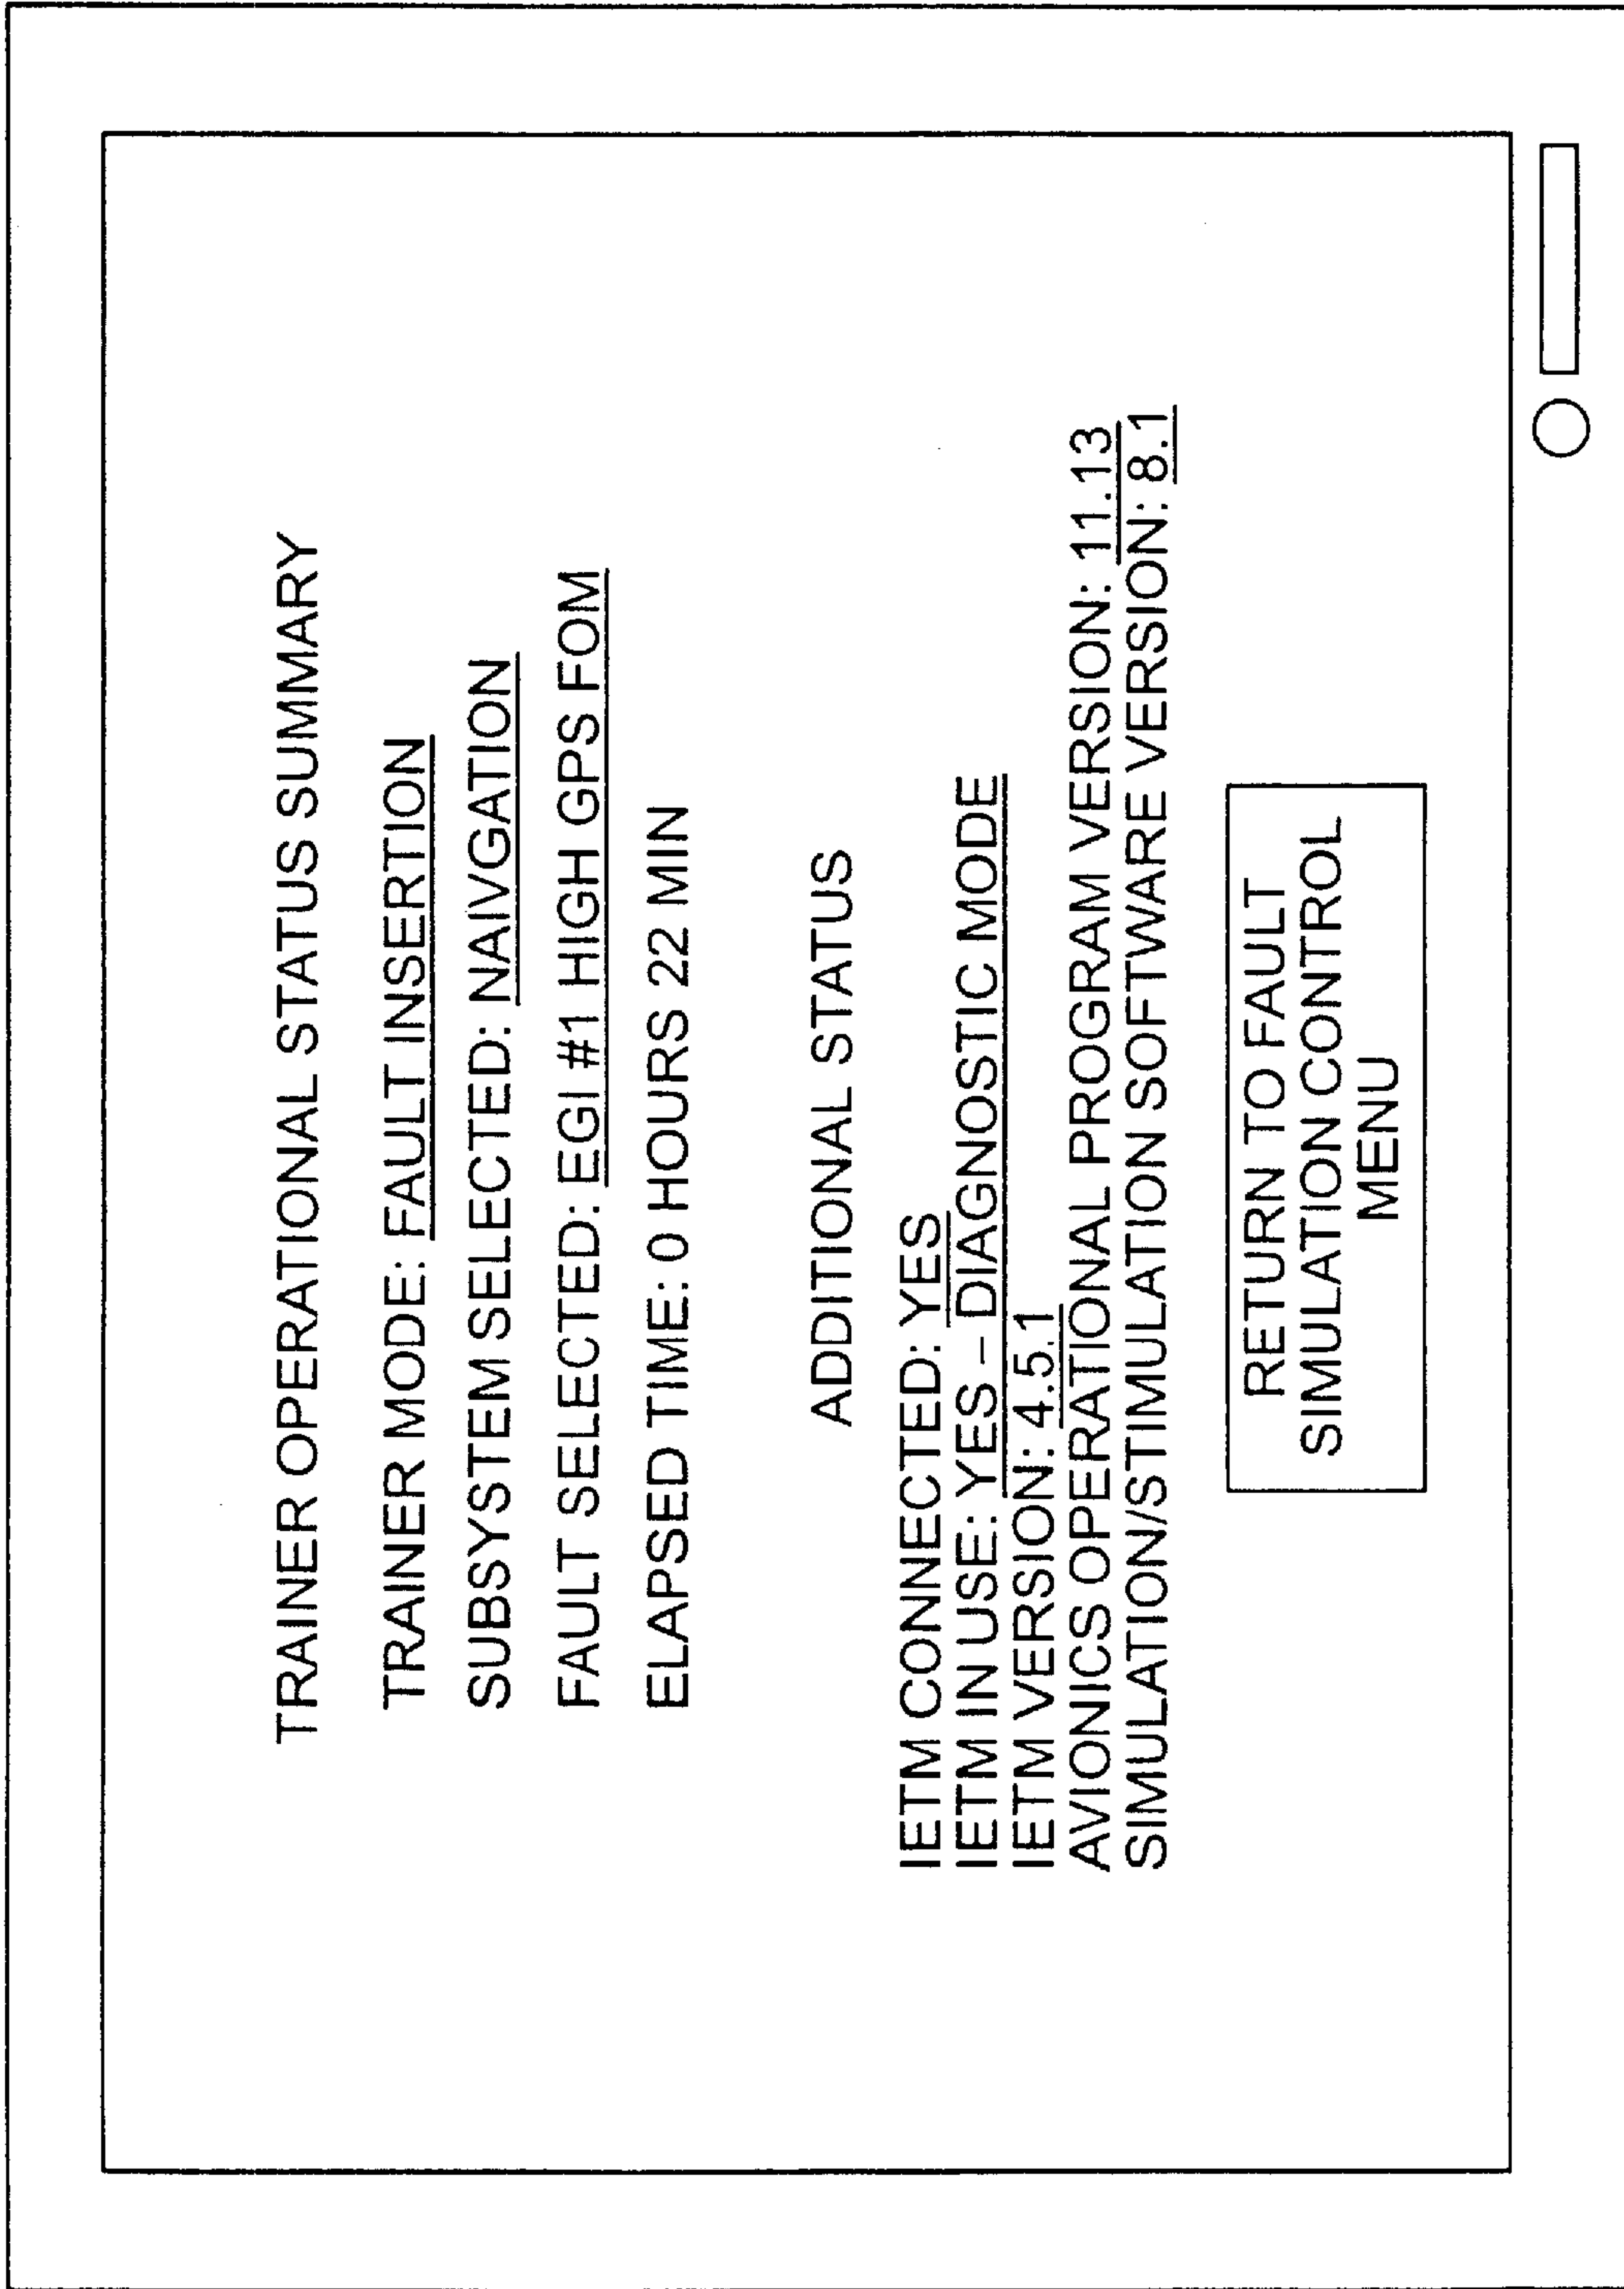 TRAINER OPERATIONAL STATUS SUMMARY
TRAINER MODE: FAULT INSERTION
SUBSYSTEM SELECTED: NAIVGATION
FAULT SELECTED: EGI #1 HIGH GPS FOM
ELAPSED TIME: 0 HOURS 22 MIN
ADDITIONAL STATUS
IETM CONNECTED: YES
IETM IN USE: YES – DIAGNOSTIC MODE
IETM VERSION: 4.5.1
AVIONICS OPERATIONAL PROGRAM VERSION: 11.13
SIMULATION/STIMULATION SOFTWARE VERSION: 8.1
RETURN TO FAULT
SIMULATION CONTROL
MENU